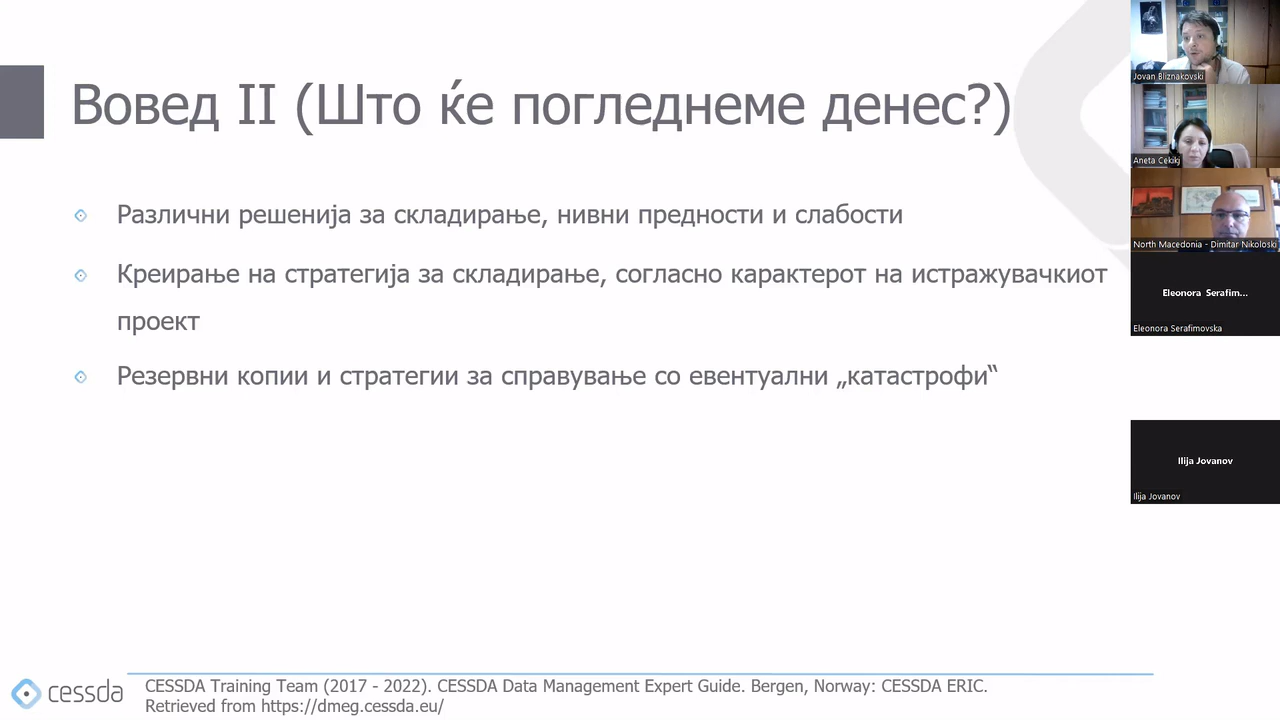 Вовед II (Што ќе погледнеме денес?)
Различни решенија за складирање, нивни предности и слабости
Креирање на стратегија за складирање, согласно карактерот на истражувачкиот
проект
Резервни копии и стратегии за справување со евентуални „катастрофи“
cessda
CESSDA Training Team (2017 - 2022). CESSDA Data Management Expert Guide. Bergen, Norway: CESSDA ERIC.
Retrieved from https://dmeg.cessda.eu/
Jovan Bliznakovski
Aneta Cekikj
North Macedonia - Dimitar Nikoloski
Eleonora Serafim...
Eleonora Serafimovska
Ilija Jovanov
Ilija Jovanov